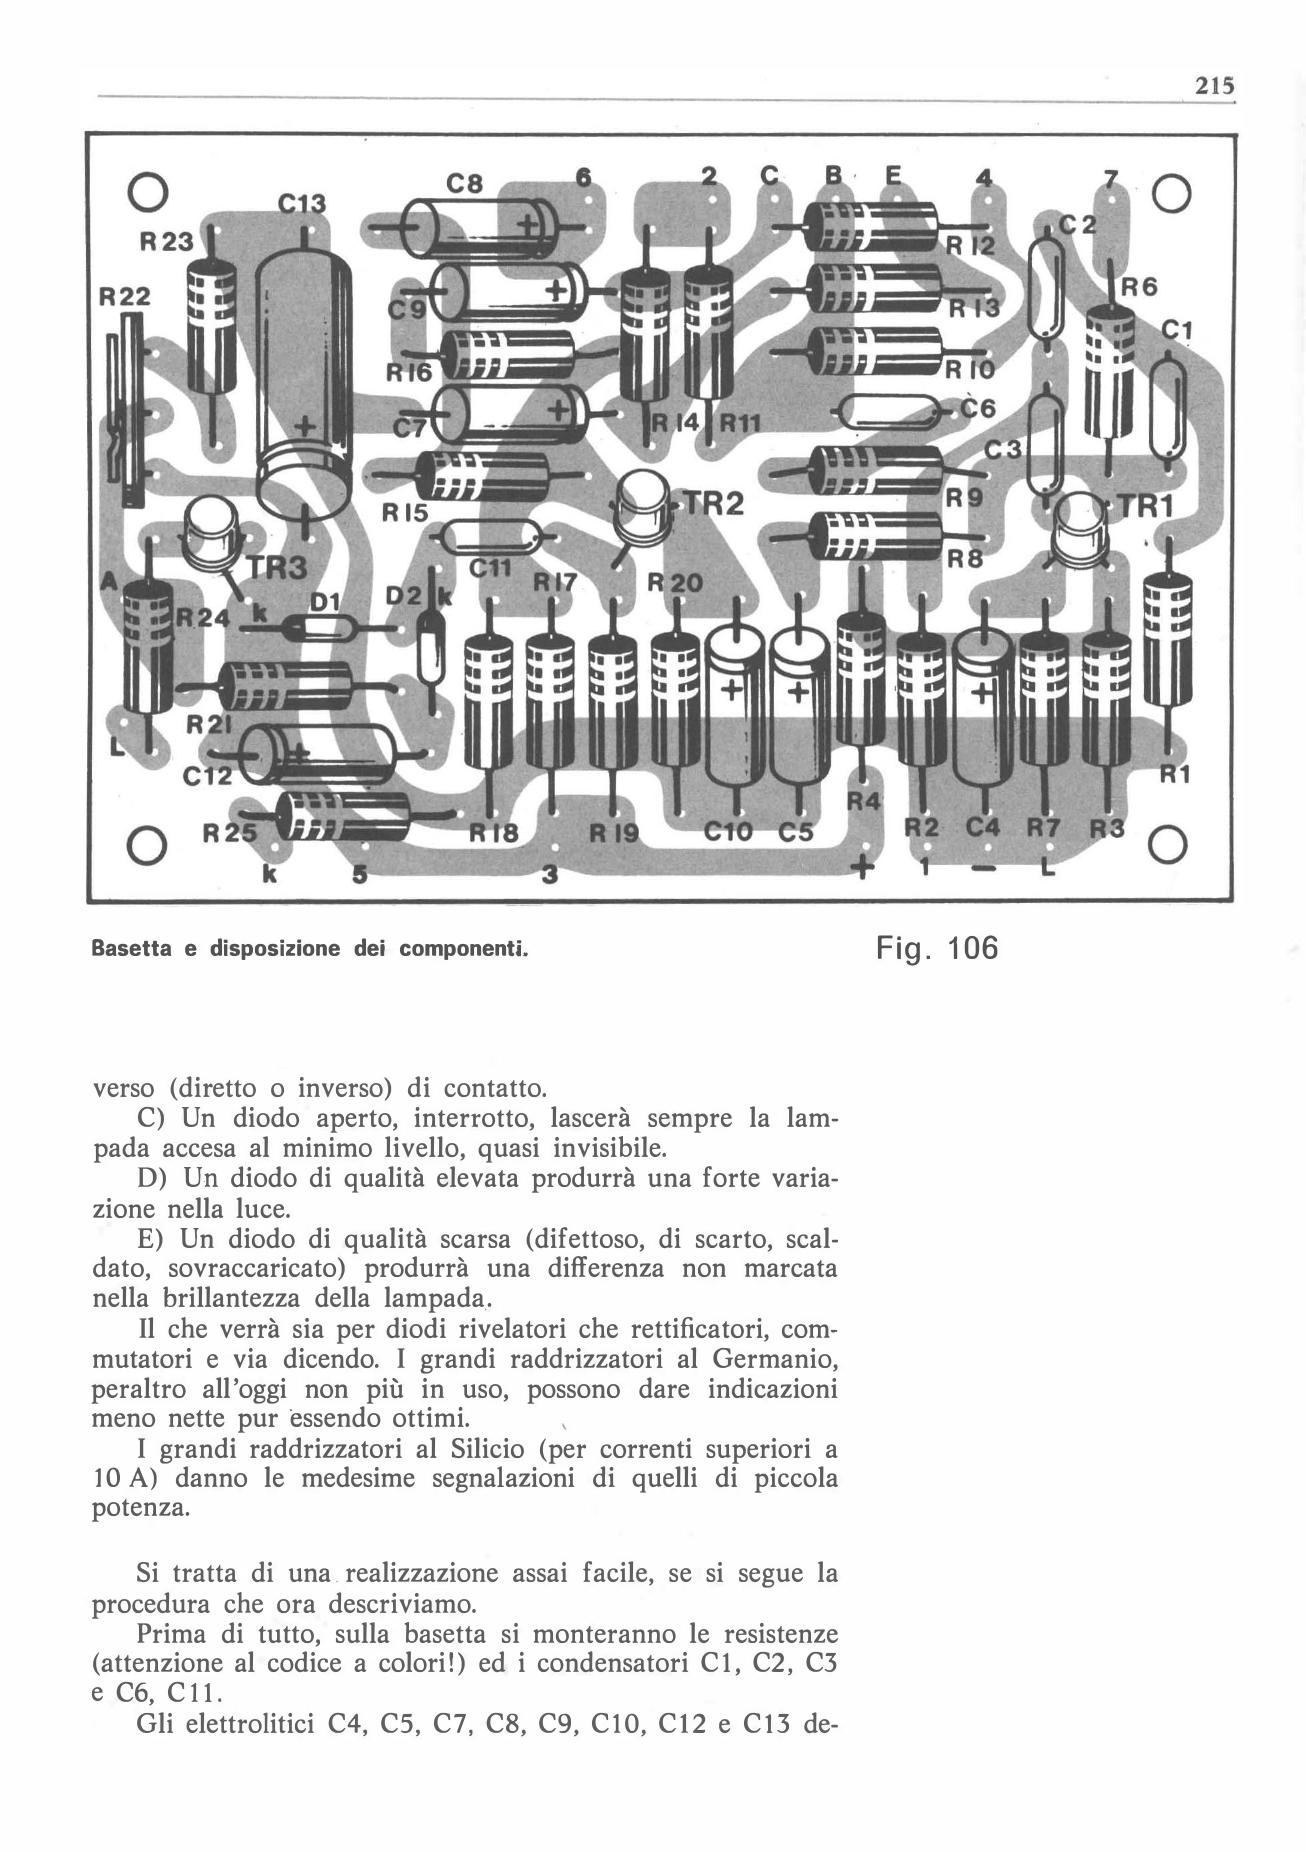 215
C8 6 2 C B E 4 7
C13
R23
C2
R12
R22
R6
C9
R13
C1
R16
R10
C7
R14 R11
C6
C3
R15
TR2
R9
TR1
C11
R8
TR3
R17
R20
A
D1
D2 k
R24
k
R21
L
C12
R1
R4
R25
R18 R19 C10 C5
R2 C4 R7 R3
k 5 3 + 1 - L
Basetta e disposizione dei componenti.
Fig. 106
verso (diretto o inverso) di contatto.
C) Un diodo aperto, interrotto, lascerà sempre la lam-
pada accesa al minimo livello, quasi invisibile.
D) Un diodo di qualità elevata produrrà una forte varia-
zione nella luce.
E) Un diodo di qualità scarsa (difettoso, di scarto, scal-
dato, sovraccaricato) produrrà una differenza non marcata
nella brillantezza della lampada.
Il che verrà sia per diodi rivelatori che rettificatori, com-
mutatori e via dicendo. I grandi raddrizzatori al Germanio,
peraltro all'oggi non più in uso, possono dare indicazioni
meno nette pur essendo ottimi.
I grandi raddrizzatori al Silicio (per correnti superiori a
10 A) danno le medesime segnalazioni di quelli di piccola
potenza.
Si tratta di una realizzazione assai facile, se si segue la
procedura che ora descriviamo.
Prima di tutto, sulla basetta si monteranno le resistenze
(attenzione al codice a colori!) ed i condensatori C1, C2, C3
e C6, C11.
Gli elettrolitici C4, C5, C7, C8, C9, C10, C12 e C13 de-